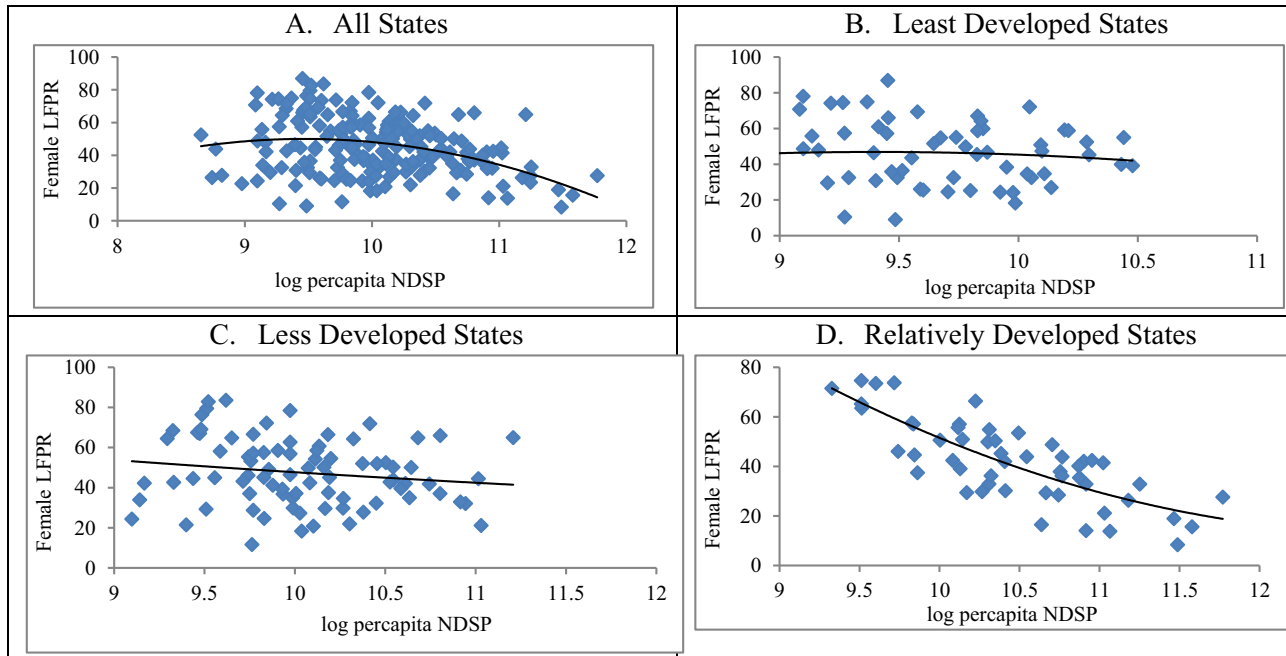 A. All States
100
80
60
40
20
0
Female LFPR
8 9 10 11 12
log percapita NDSP
B. Least Developed States
100
80
60
40
20
0
Female LFPR
9 9.5 10 10.5 11
log percapita NDSP
C. Less Developed States
100
80
60
40
20
0
Female LFPR
9 9.5 10 10.5 11 11.5 12
log percapita NDSP
D. Relatively Developed States
80
60
40
20
0
Female LFPR
9 9.5 10 10.5 11 11.5 12
log percapita NDSP